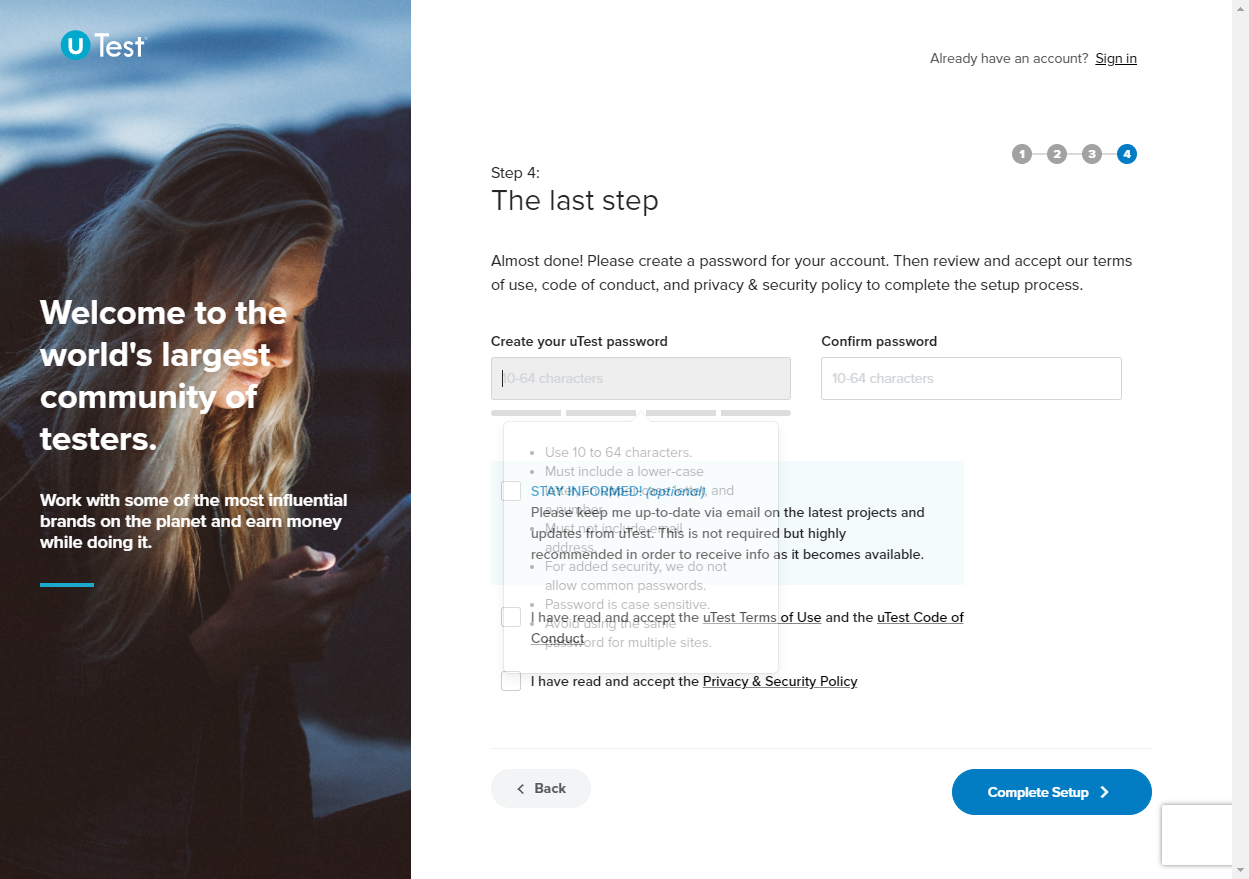 U Test
Already have an account? Sign in
1 2 3 4
Step 4:
The last step
Almost done! Please create a password for your account. Then review and accept our terms
of use, code of conduct, and privacy & security policy to complete the setup process.
Welcome to the
world's largest
community of
testers.
Work with some of the most influential
brands on the planet and earn money
while doing it.
Create your uTest password
10-64 characters
Confirm password
10-64 characters
Use 10 to 64 characters.
Must include a lower-case
letter, an upper-case letter, and
a number.
Must not include email
address.
For added security, we do not
allow common passwords.
Password is case sensitive.
Avoid using the same
password for multiple sites.
STAY INFORMED! (optional)
Please keep me up-to-date via email on the latest projects and
updates from uTest. This is not required but highly
recommended in order to receive info as it becomes available.
I have read and accept the uTest Terms of Use and the uTest Code of
Conduct
I have read and accept the Privacy & Security Policy
Back
Complete Setup